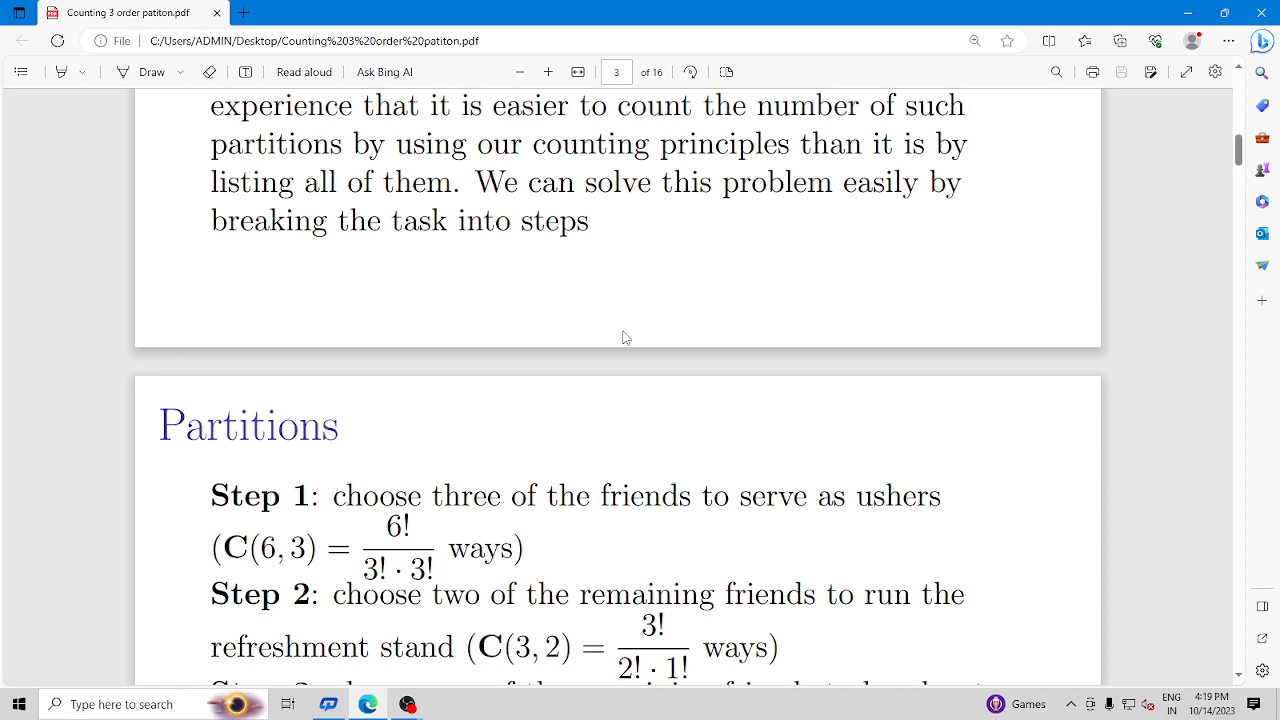 Counting 3 order patiton.pdf
File
C:/Users/ADMIN/Desktop/Counting%203%20order%20patiton.pdf
Draw
Read aloud
Ask Bing AI
3
of 16
experience that it is easier to count the number of such
partitions by using our counting principles than it is by
listing all of them. We can solve this problem easily by
breaking the task into steps
Partitions
Step 1: choose three of the friends to serve as ushers
(C(6, 3) = 6! / (3! · 3!) ways)
Step 2: choose two of the remaining friends to run the
refreshment stand (C(3, 2) = 3! / (2! · 1!) ways)
Type here to search
Games
ENG
IN
4:19 PM
10/14/2023